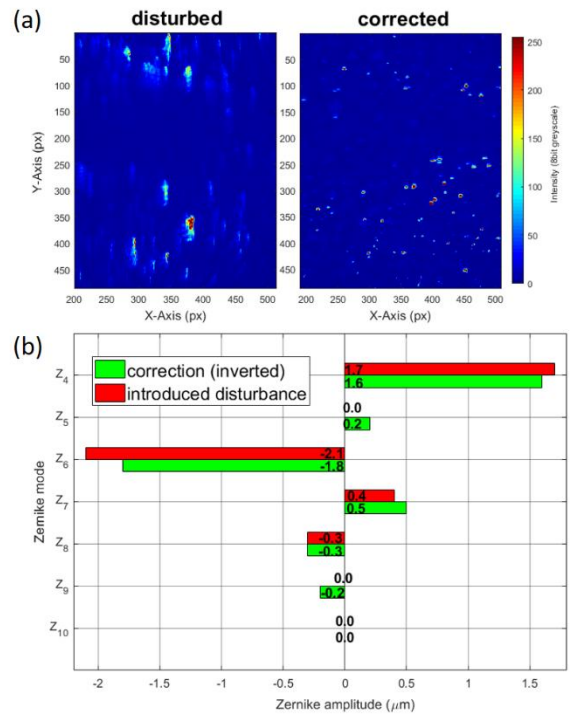 (a)
disturbed
corrected
50
100
150
200
250
300
350
400
450
Y-Axis (px)
200 250 300 350 400 450 500
X-Axis (px)
50
100
150
200
250
300
350
400
450
200 250 300 350 400 450 500
X-Axis (px)
250
200
150
100
50
0
Intensity (8bit greyscale)
(b)
correction (inverted)
introduced disturbance
Zernike mode
Z4
1.7
1.6
Z5
0.0
0.2
Z6
-2.1
-1.8
Z7
0.4
0.5
Z8
-0.3
-0.3
Z9
0.0
-0.2
Z10
0.0
0.0
-2 -1.5 -1 -0.5 0 0.5 1 1.5
Zernike amplitude (μm)